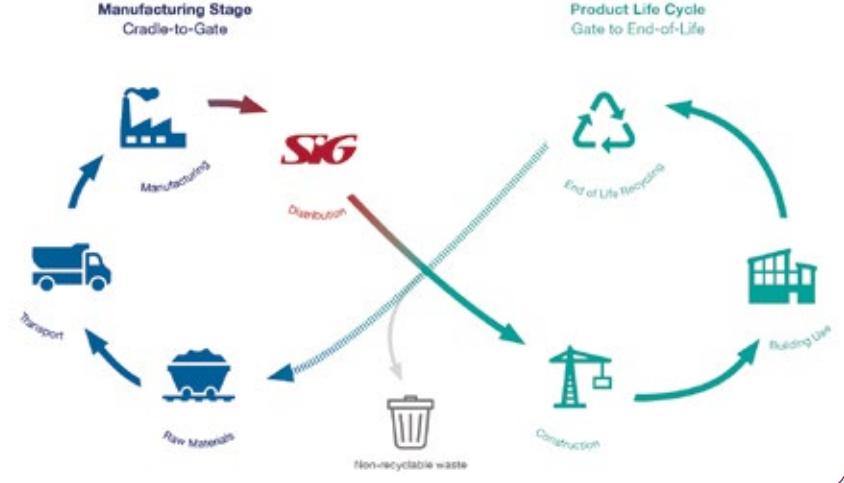 Manufacturing Stage
Cradle-to-Gate
Product Life Cycle
Gate to End-of-Life
Manufacturing
SIG
Distribution
End of Life Recycling
Transport
Building Use
Raw Materials
Construction
Non-recyclable waste